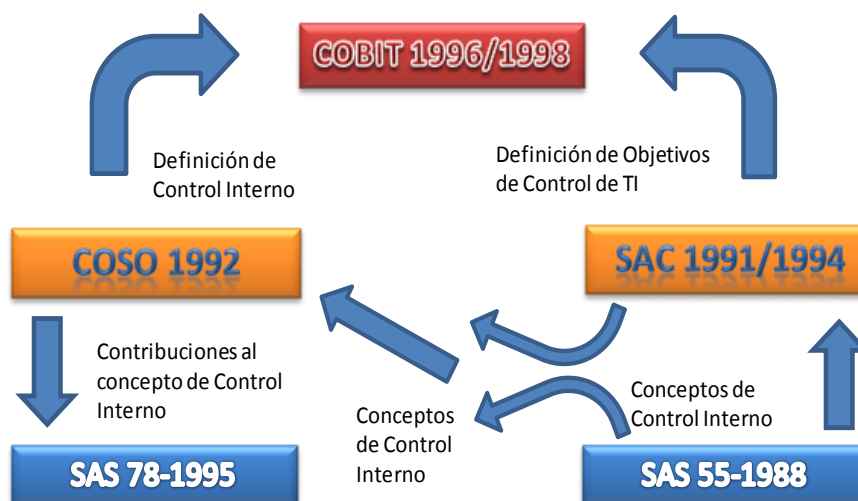 COBIT 1996/1998
Definición de
Control Interno
Definición de Objetivos
de Control de TI
COSO 1992
SAC 1991/1994
Contribuciones al
concepto de Control
Interno
Conceptos
de Control
Interno
Conceptos de
Control Interno
SAS 78-1995
SAS 55-1988